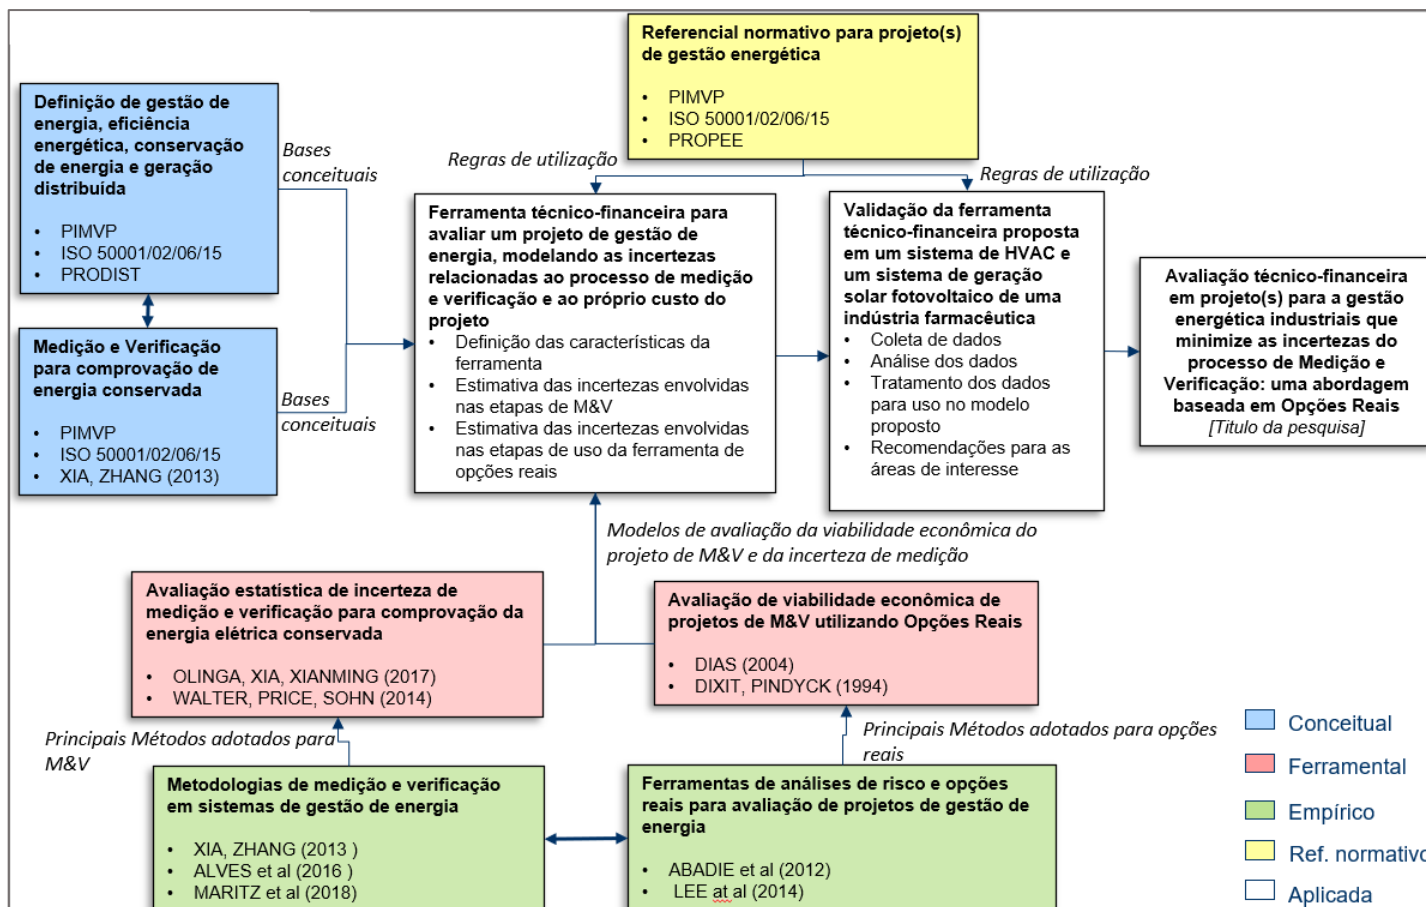 Referencial normativo para projeto(s)
de gestão energética
• PIMVP
• ISO 50001/02/06/15
• PROPEE
Definição de gestão de
energia, eficiência
energética, conservação
de energia e geração
distribuída
• PIMVP
• ISO 50001/02/06/15
• PRODIST
Bases
conceituais
Regras de utilização
Regras de utilização
Medição e Verificação
para comprovação de
energia conservada
• PIMVP
• ISO 50001/02/06/15
• XIA, ZHANG (2013)
Bases
conceituais
Ferramenta técnico-financeira para
avaliar um projeto de gestão de
energia, modelando as incertezas
relacionadas ao processo de medição
e verificação e ao próprio custo do
projeto
• Definição das características da
ferramenta
• Estimativa das incertezas envolvidas
nas etapas de M&V
• Estimativa das incertezas envolvidas
nas etapas de uso da ferramenta de
opções reais
Validação da ferramenta
técnico-financeira proposta
em um sistema de HVAC e
um sistema de geração
solar fotovoltaico de uma
indústria farmacêutica
• Coleta de dados
• Análise dos dados
• Tratamento dos dados
para uso no modelo
proposto
• Recomendações para as
áreas de interesse
Avaliação técnico-financeira
em projeto(s) para a gestão
energética industriais que
minimize as incertezas do
processo de Medição e
Verificação: uma abordagem
baseada em Opções Reais
[Título da pesquisa]
Modelos de avaliação da viabilidade econômica do
projeto de M&V e da incerteza de medição
Avaliação estatística de incerteza de
medição e verificação para comprovação da
energia elétrica conservada
• OLINGA, XIA, XIANMING (2017)
• WALTER, PRICE, SOHN (2014)
Avaliação de viabilidade econômica de
projetos de M&V utilizando Opções Reais
• DIAS (2004)
• DIXIT, PINDYCK (1994)
Principais Métodos adotados para
M&V
Principais Métodos adotados para opções
reais
Metodologias de medição e verificação
em sistemas de gestão de energia
• XIA, ZHANG (2013 )
• ALVES et al (2016 )
• MARITZ et al (2018)
Ferramentas de análises de risco e opções
reais para avaliação de projetos de gestão de
energia
• ABADIE et al (2012)
• LEE at al (2014)
Conceitual
Ferramental
Empírico
Ref. normativo
Aplicada